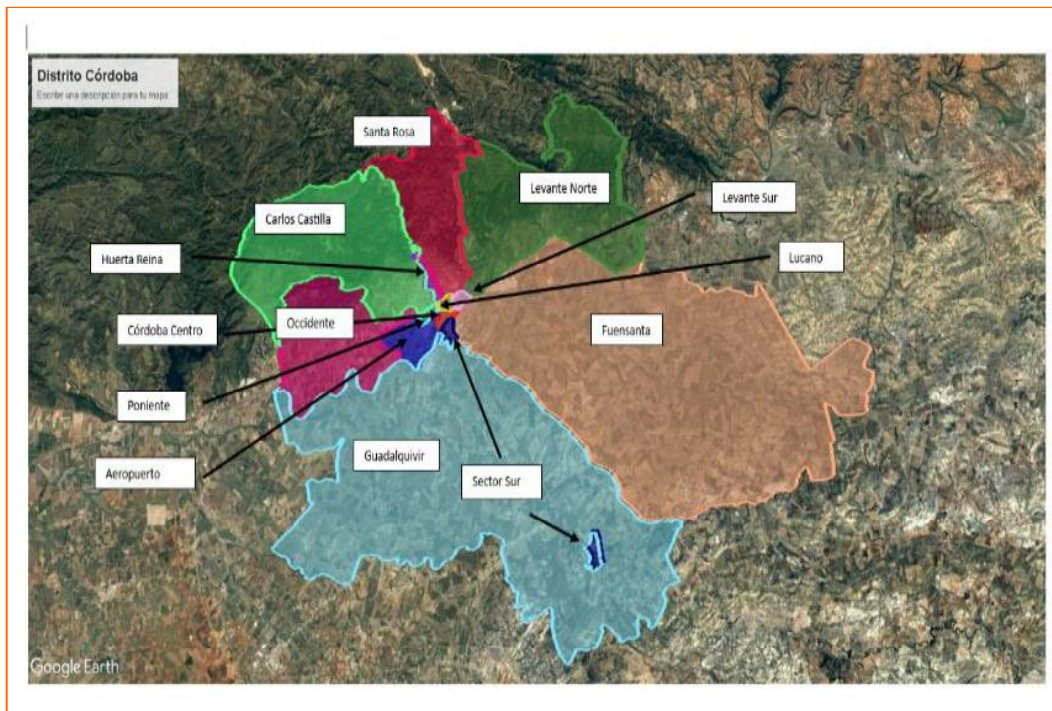 Distrito Córdoba
Escribe una descripción para tu mapa
Santa Rosa
Levante Norte
Levante Sur
Carlos Castilla
Huerta Reina
Lucano
Córdoba Centro
Occidente
Fuensanta
Poniente
Guadalquivir
Aeropuerto
Sector Sur
Google Earth